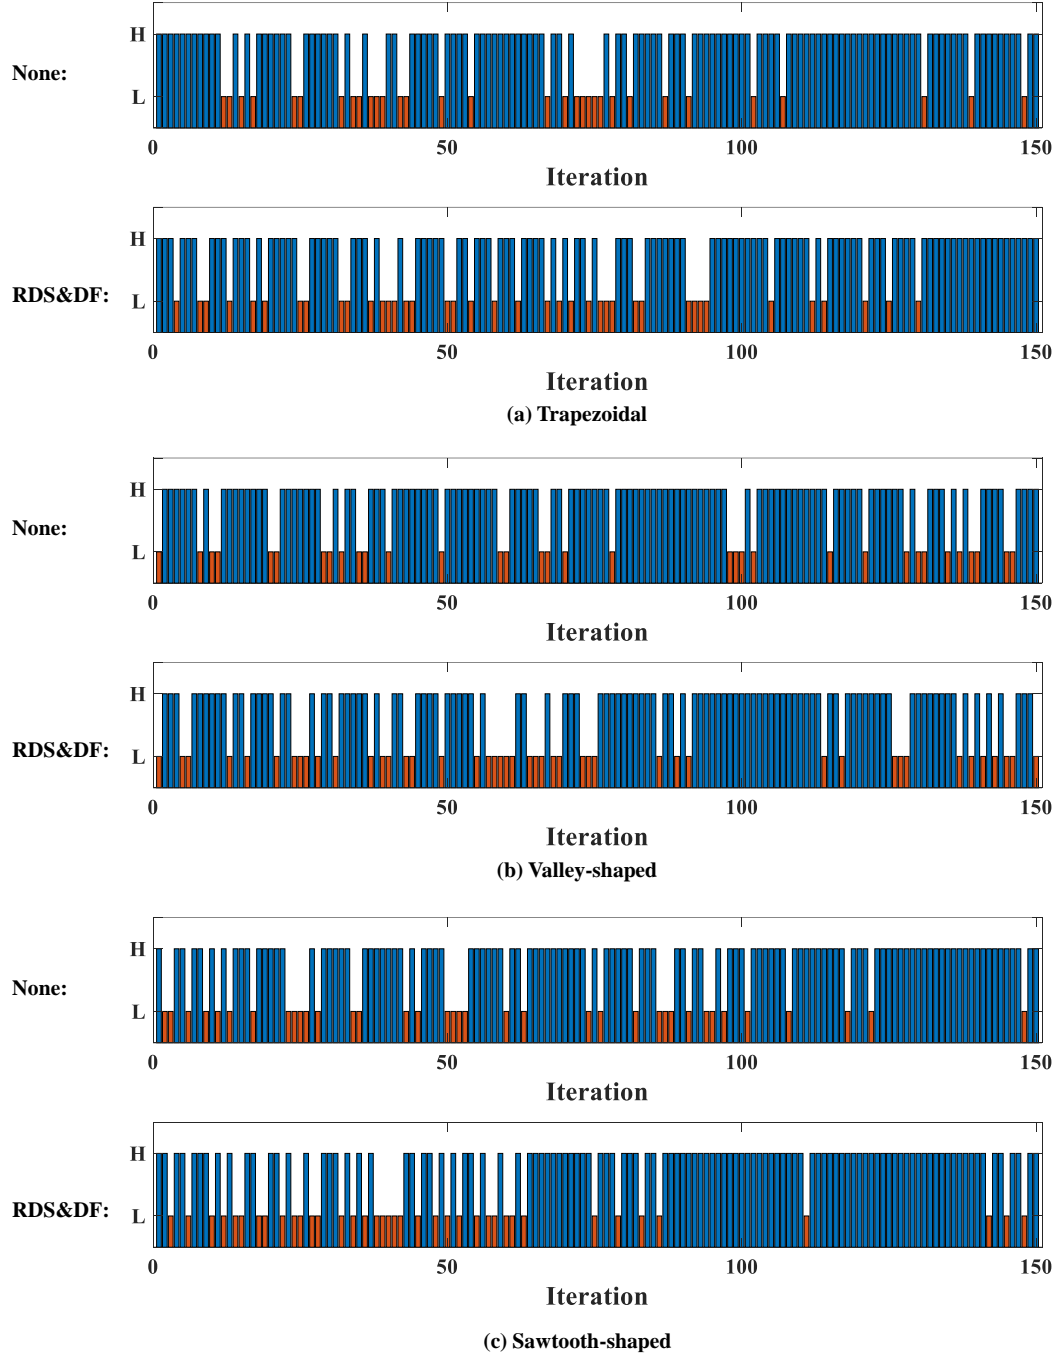 H
None:
L
0 50 100 150
Iteration
H
RDS&DF:
L
0 50 100 150
Iteration
(a) Trapezoidal
H
None:
L
0 50 100 150
Iteration
H
RDS&DF:
L
0 50 100 150
Iteration
(b) Valley-shaped
H
None:
L
0 50 100 150
Iteration
H
RDS&DF:
L
0 50 100 150
Iteration
(c) Sawtooth-shaped